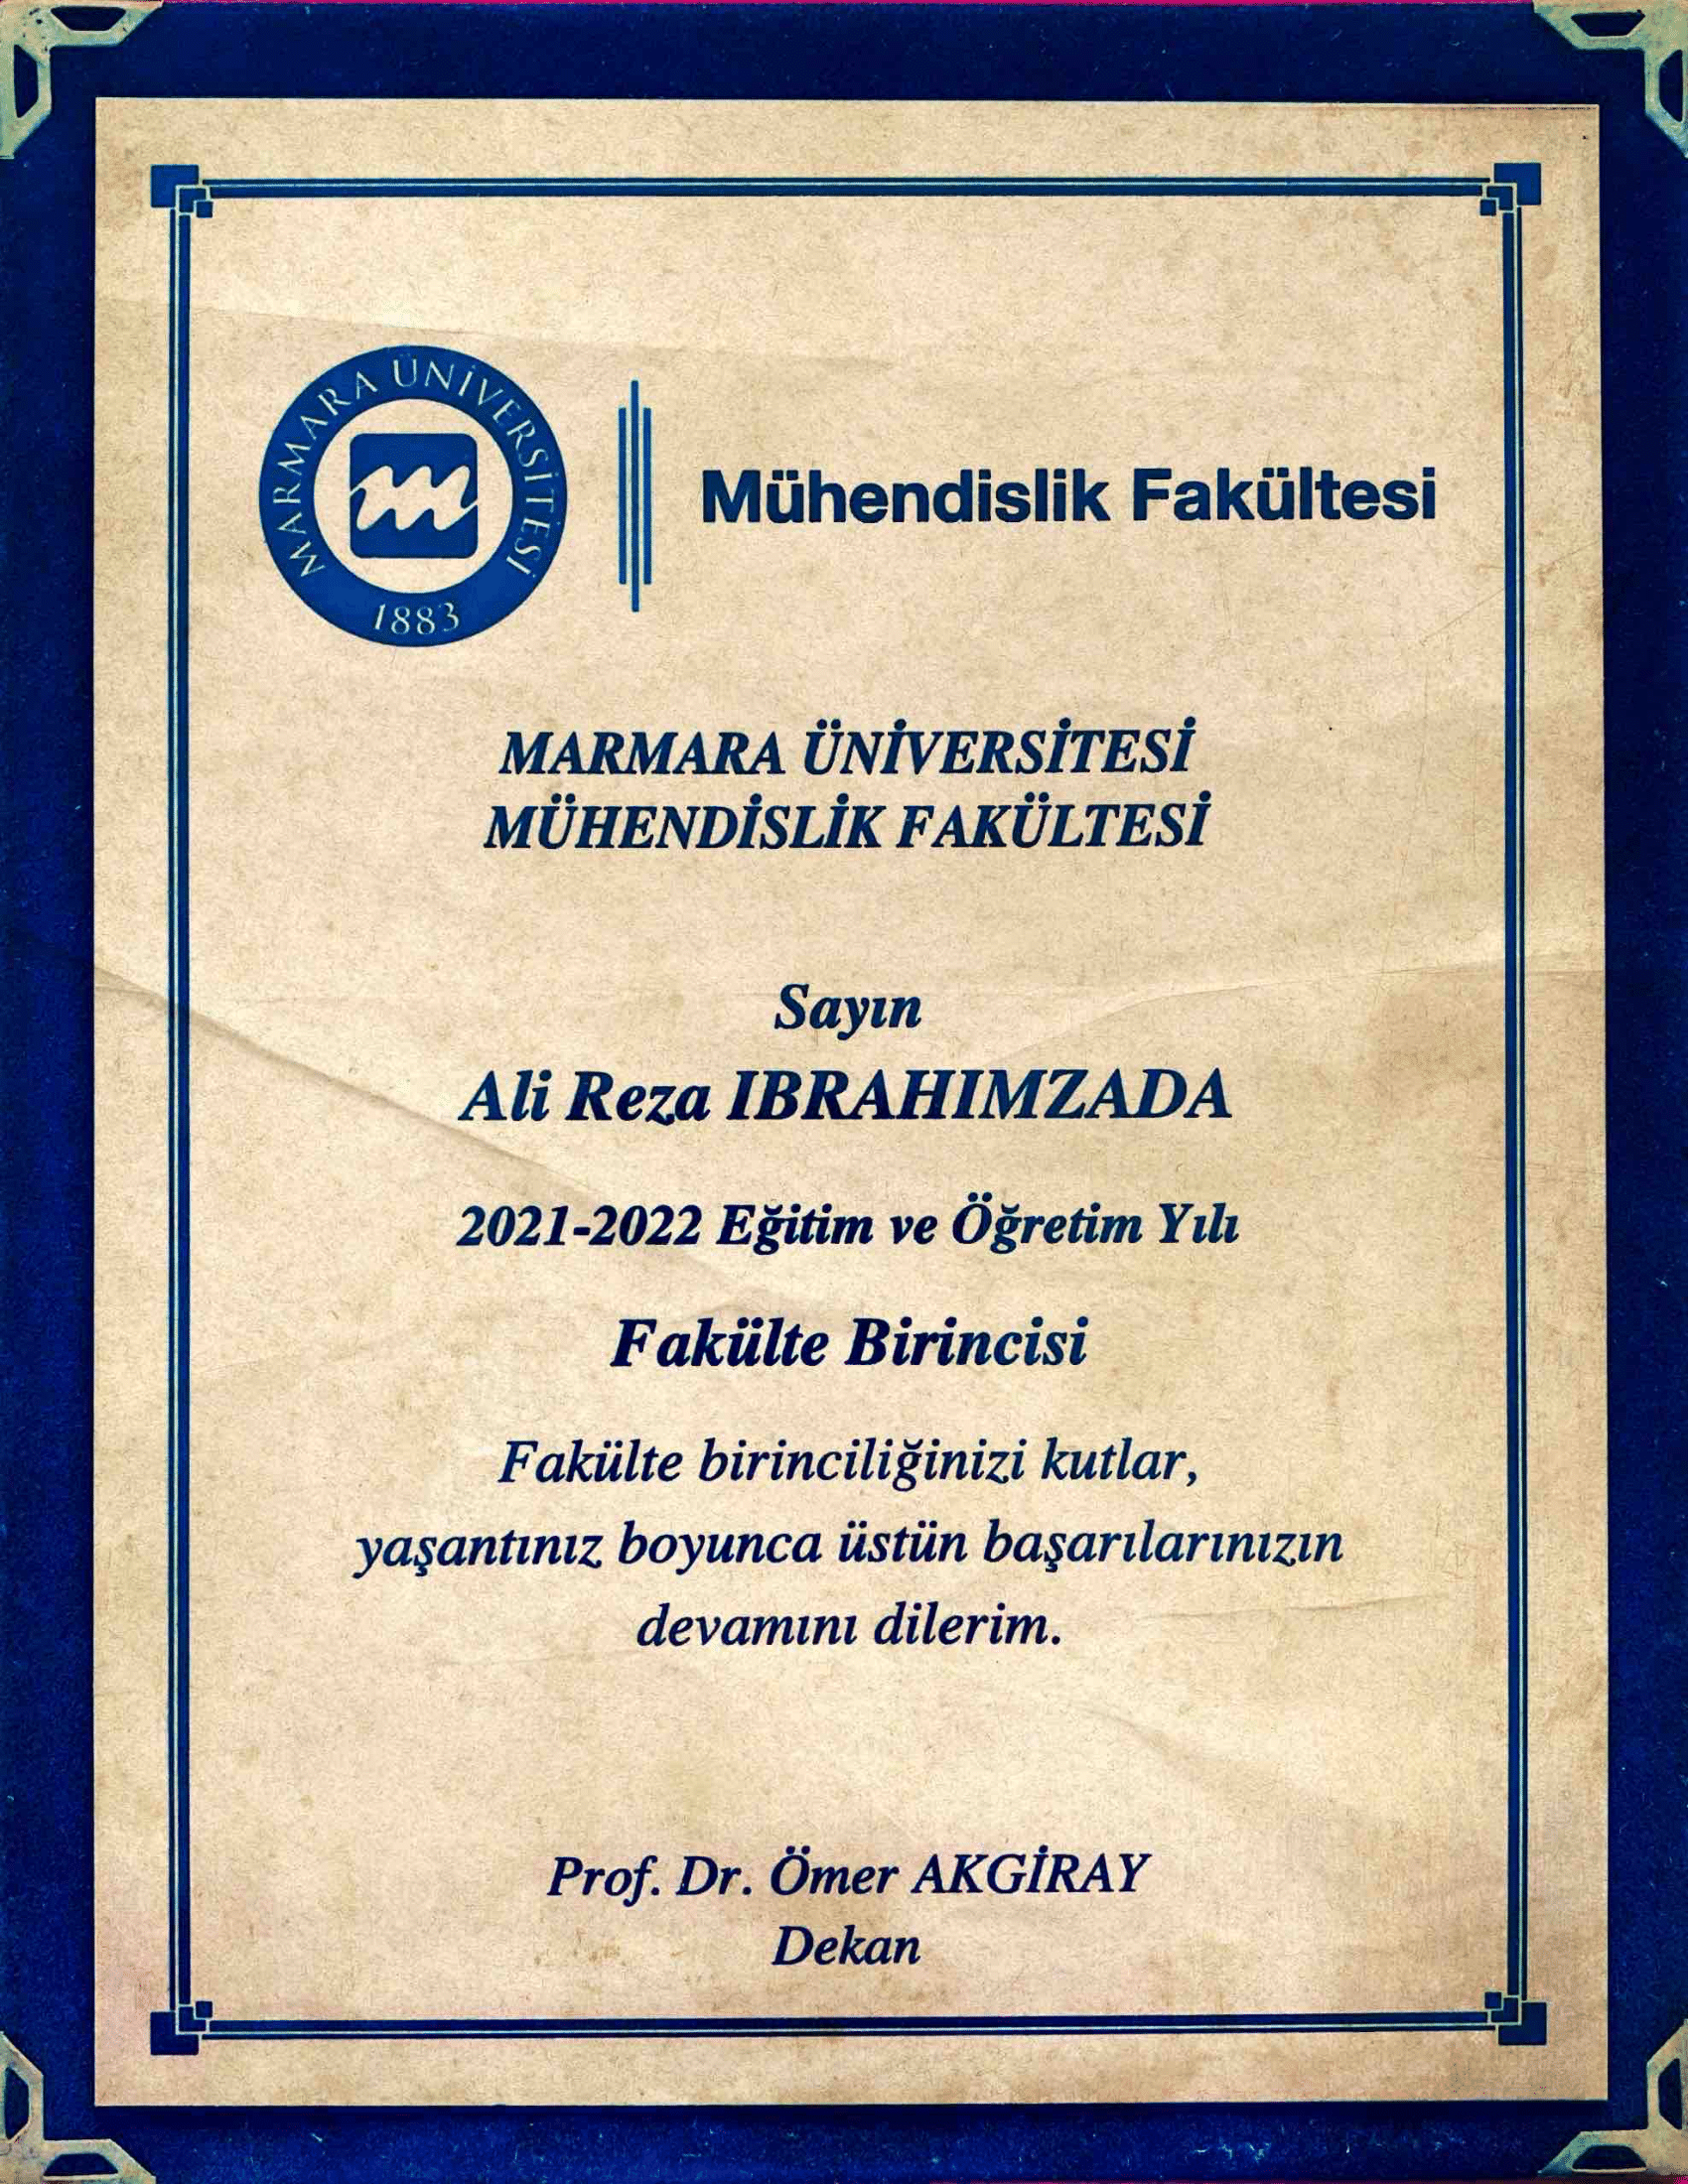 MARMARA ÜNİVERSİTESİ
1883
Mühendislik Fakültesi
MARMARA ÜNİVERSİTESİ
MÜHENDİSLİK FAKÜLTESİ
Sayın
Ali Reza IBRAHIMZADA
2021-2022 Eğitim ve Öğretim Yılı
Fakülte Birincisi
Fakülte birinciliğinizi kutlar,
yaşantınız boyunca üstün başarılarınızın
devamını dilerim.
Prof. Dr. Ömer AKGİRAY
Dekan